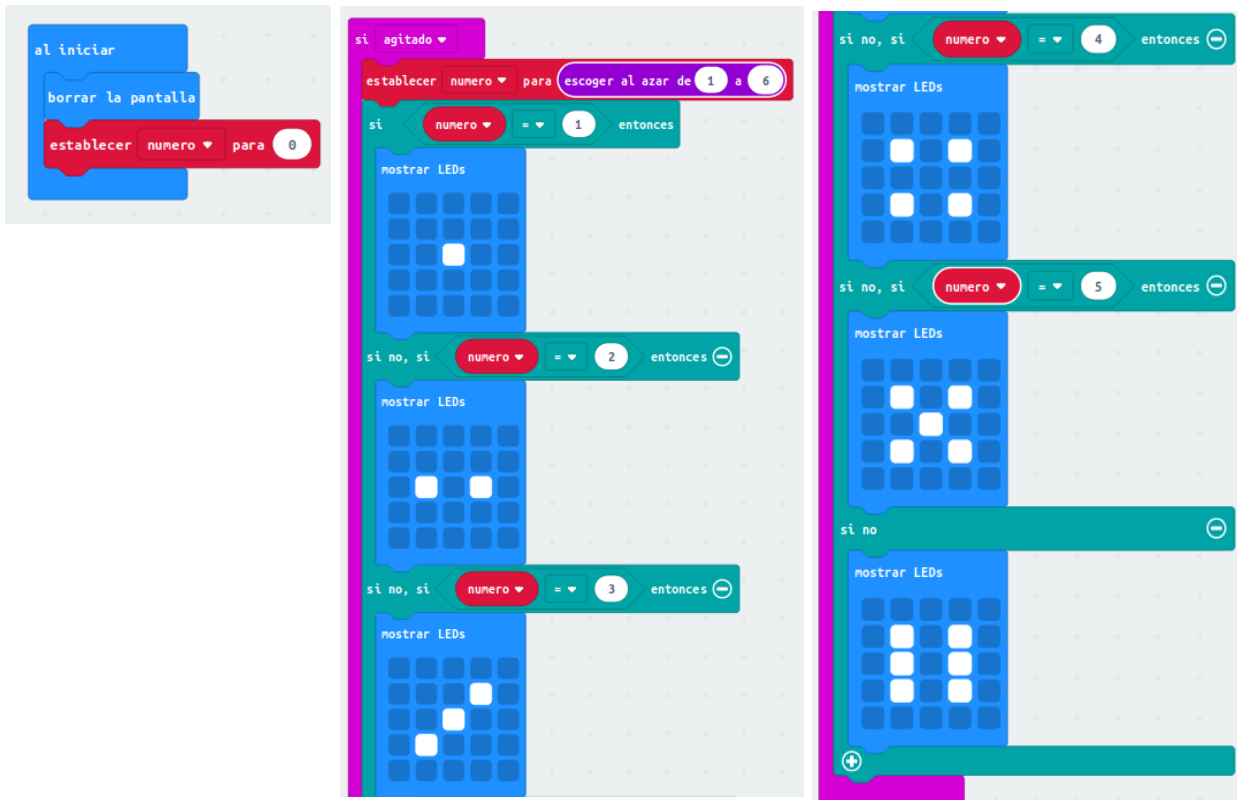 al iniciar
borrar la pantalla
establecer numero para 0
si agitado
establecer numero para escoger al azar de 1 a 6
si numero = 1 entonces
mostrar LEDs
si no, si numero = 2 entonces
mostrar LEDs
si no, si numero = 3 entonces
mostrar LEDs
si no, si numero = 4 entonces
mostrar LEDs
si no, si numero = 5 entonces
mostrar LEDs
si no
mostrar LEDs